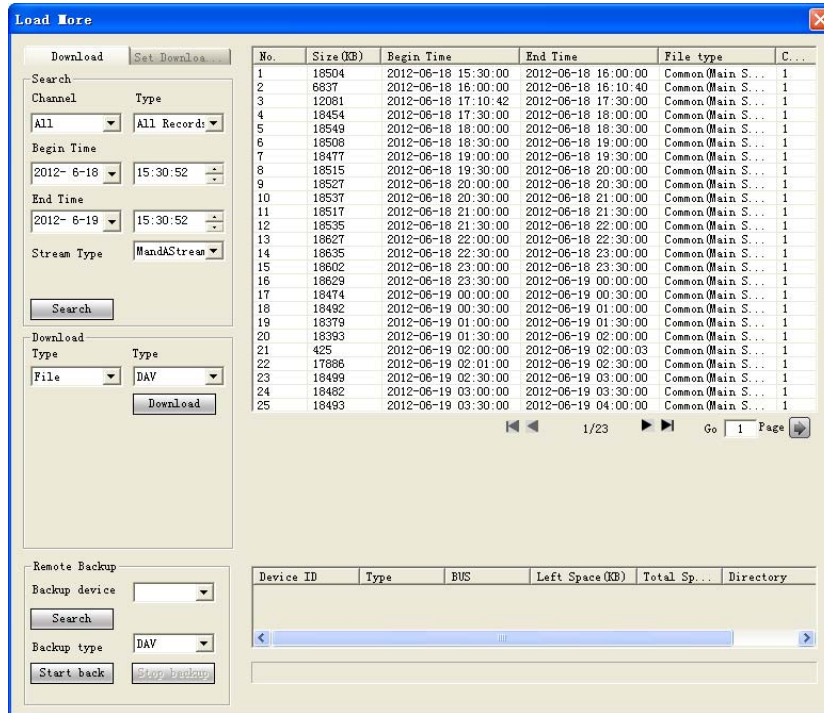 Load More
Download Set Downloa...
Search
Channel Type
All All Record:
Begin Time
2012- 6-18 15:30:52
End Time
2012- 6-19 15:30:52
Stream Type MandAStream
Search
Download
Type Type
File DAV
Download
Remote Backup
Backup device
Search
Backup type DAV
Start back Stop backup
No. Size(KB) Begin Time End Time File type C...
1 18504 2012-06-18 15:30:00 2012-06-18 16:00:00 Common(Main S... 1
2 6837 2012-06-18 16:00:00 2012-06-18 16:10:40 Common(Main S... 1
3 12081 2012-06-18 17:10:42 2012-06-18 17:30:00 Common(Main S... 1
4 18454 2012-06-18 17:30:00 2012-06-18 18:00:00 Common(Main S... 1
5 18549 2012-06-18 18:00:00 2012-06-18 18:30:00 Common(Main S... 1
6 18508 2012-06-18 18:30:00 2012-06-18 19:00:00 Common(Main S... 1
7 18477 2012-06-18 19:00:00 2012-06-18 19:30:00 Common(Main S... 1
8 18515 2012-06-18 19:30:00 2012-06-18 20:00:00 Common(Main S... 1
9 18527 2012-06-18 20:00:00 2012-06-18 20:30:00 Common(Main S... 1
10 18537 2012-06-18 20:30:00 2012-06-18 21:00:00 Common(Main S... 1
11 18517 2012-06-18 21:00:00 2012-06-18 21:30:00 Common(Main S... 1
12 18535 2012-06-18 21:30:00 2012-06-18 22:00:00 Common(Main S... 1
13 18627 2012-06-18 22:00:00 2012-06-18 22:30:00 Common(Main S... 1
14 18635 2012-06-18 22:30:00 2012-06-18 23:00:00 Common(Main S... 1
15 18602 2012-06-18 23:00:00 2012-06-18 23:30:00 Common(Main S... 1
16 18629 2012-06-18 23:30:00 2012-06-19 00:00:00 Common(Main S... 1
17 18474 2012-06-19 00:00:00 2012-06-19 00:30:00 Common(Main S... 1
18 18492 2012-06-19 00:30:00 2012-06-19 01:00:00 Common(Main S... 1
19 18379 2012-06-19 01:00:00 2012-06-19 01:30:00 Common(Main S... 1
20 18393 2012-06-19 01:30:00 2012-06-19 02:00:00 Common(Main S... 1
21 425 2012-06-19 02:00:00 2012-06-19 02:00:03 Common(Main S... 1
22 17886 2012-06-19 02:01:00 2012-06-19 02:30:00 Common(Main S... 1
23 18499 2012-06-19 02:30:00 2012-06-19 03:00:00 Common(Main S... 1
24 18482 2012-06-19 03:00:00 2012-06-19 03:30:00 Common(Main S... 1
25 18493 2012-06-19 03:30:00 2012-06-19 04:00:00 Common(Main S... 1
1/23 Go 1 Page
Device ID Type BUS Left Space(KB) Total Sp... Directory